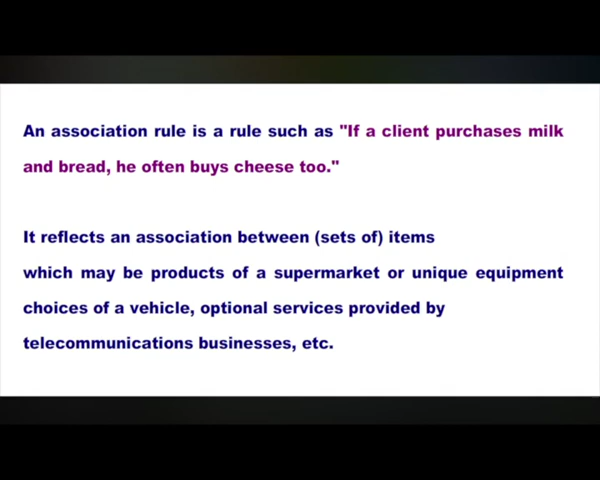 An association rule is a rule such as "If a client purchases milk
and bread, he often buys cheese too."
It reflects an association between (sets of) items
which may be products of a supermarket or unique equipment
choices of a vehicle, optional services provided by
telecommunications businesses, etc.